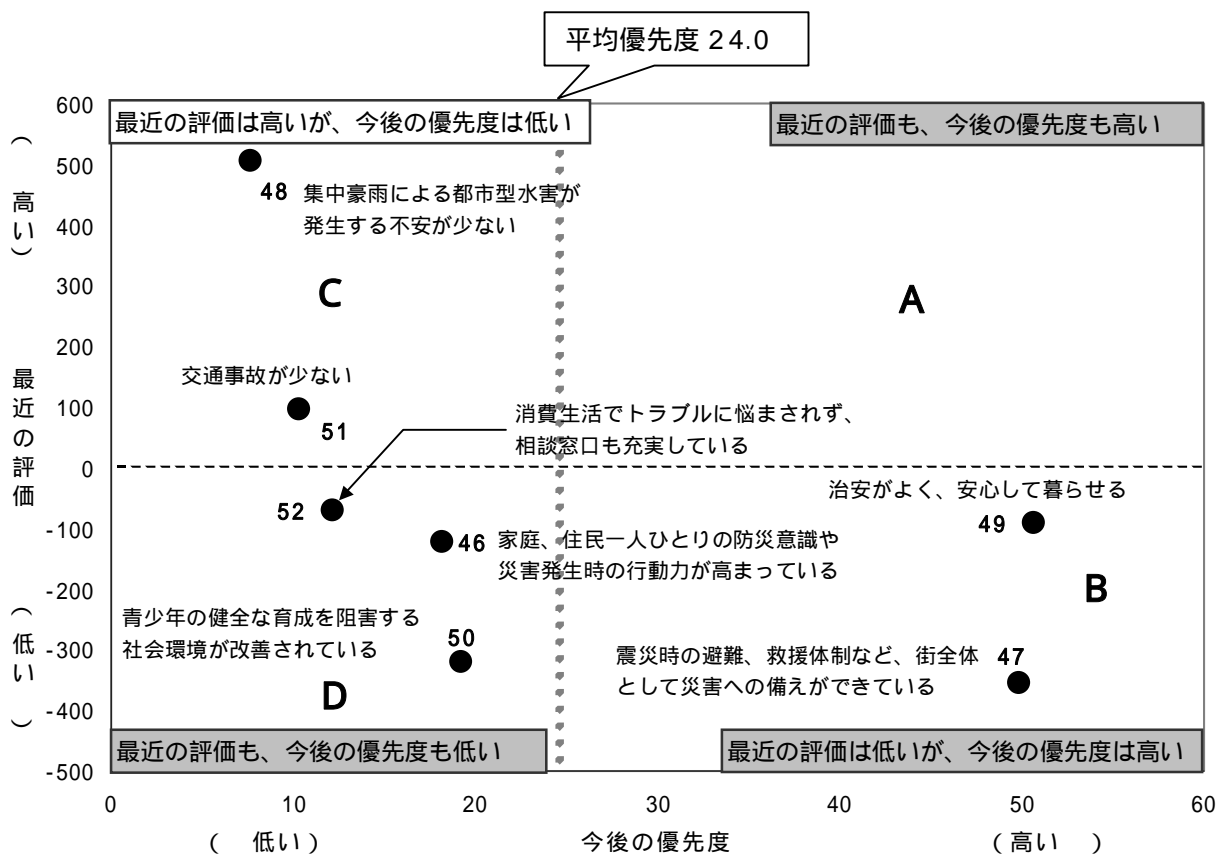 平均優先度 24.0
600
最近の評価は高いが、今後の優先度は低い
最近の評価も、今後の優先度も高い
500
48 集中豪雨による都市型水害が
発生する不安が少ない
400
300
C
A
200
交通事故が少ない
100
51
消費生活でトラブルに悩まされず、
相談窓口も充実している
0
治安がよく、安心して暮らせる
52
49
-100
46 家庭、住民一人ひとりの防災意識や
災害発生時の行動力が高まっている
B
-200
青少年の健全な育成を阻害する
社会環境が改善されている
50
-300
震災時の避難、救援体制など、街全体
として災害への備えができている
47
D
-400
最近の評価も、今後の優先度も低い
最近の評価は低いが、今後の優先度は高い
-500
（高い）
最近の評価
（低い）
0 10 20 30 40 50 60
（ 低い） 今後の優先度 （高い ）